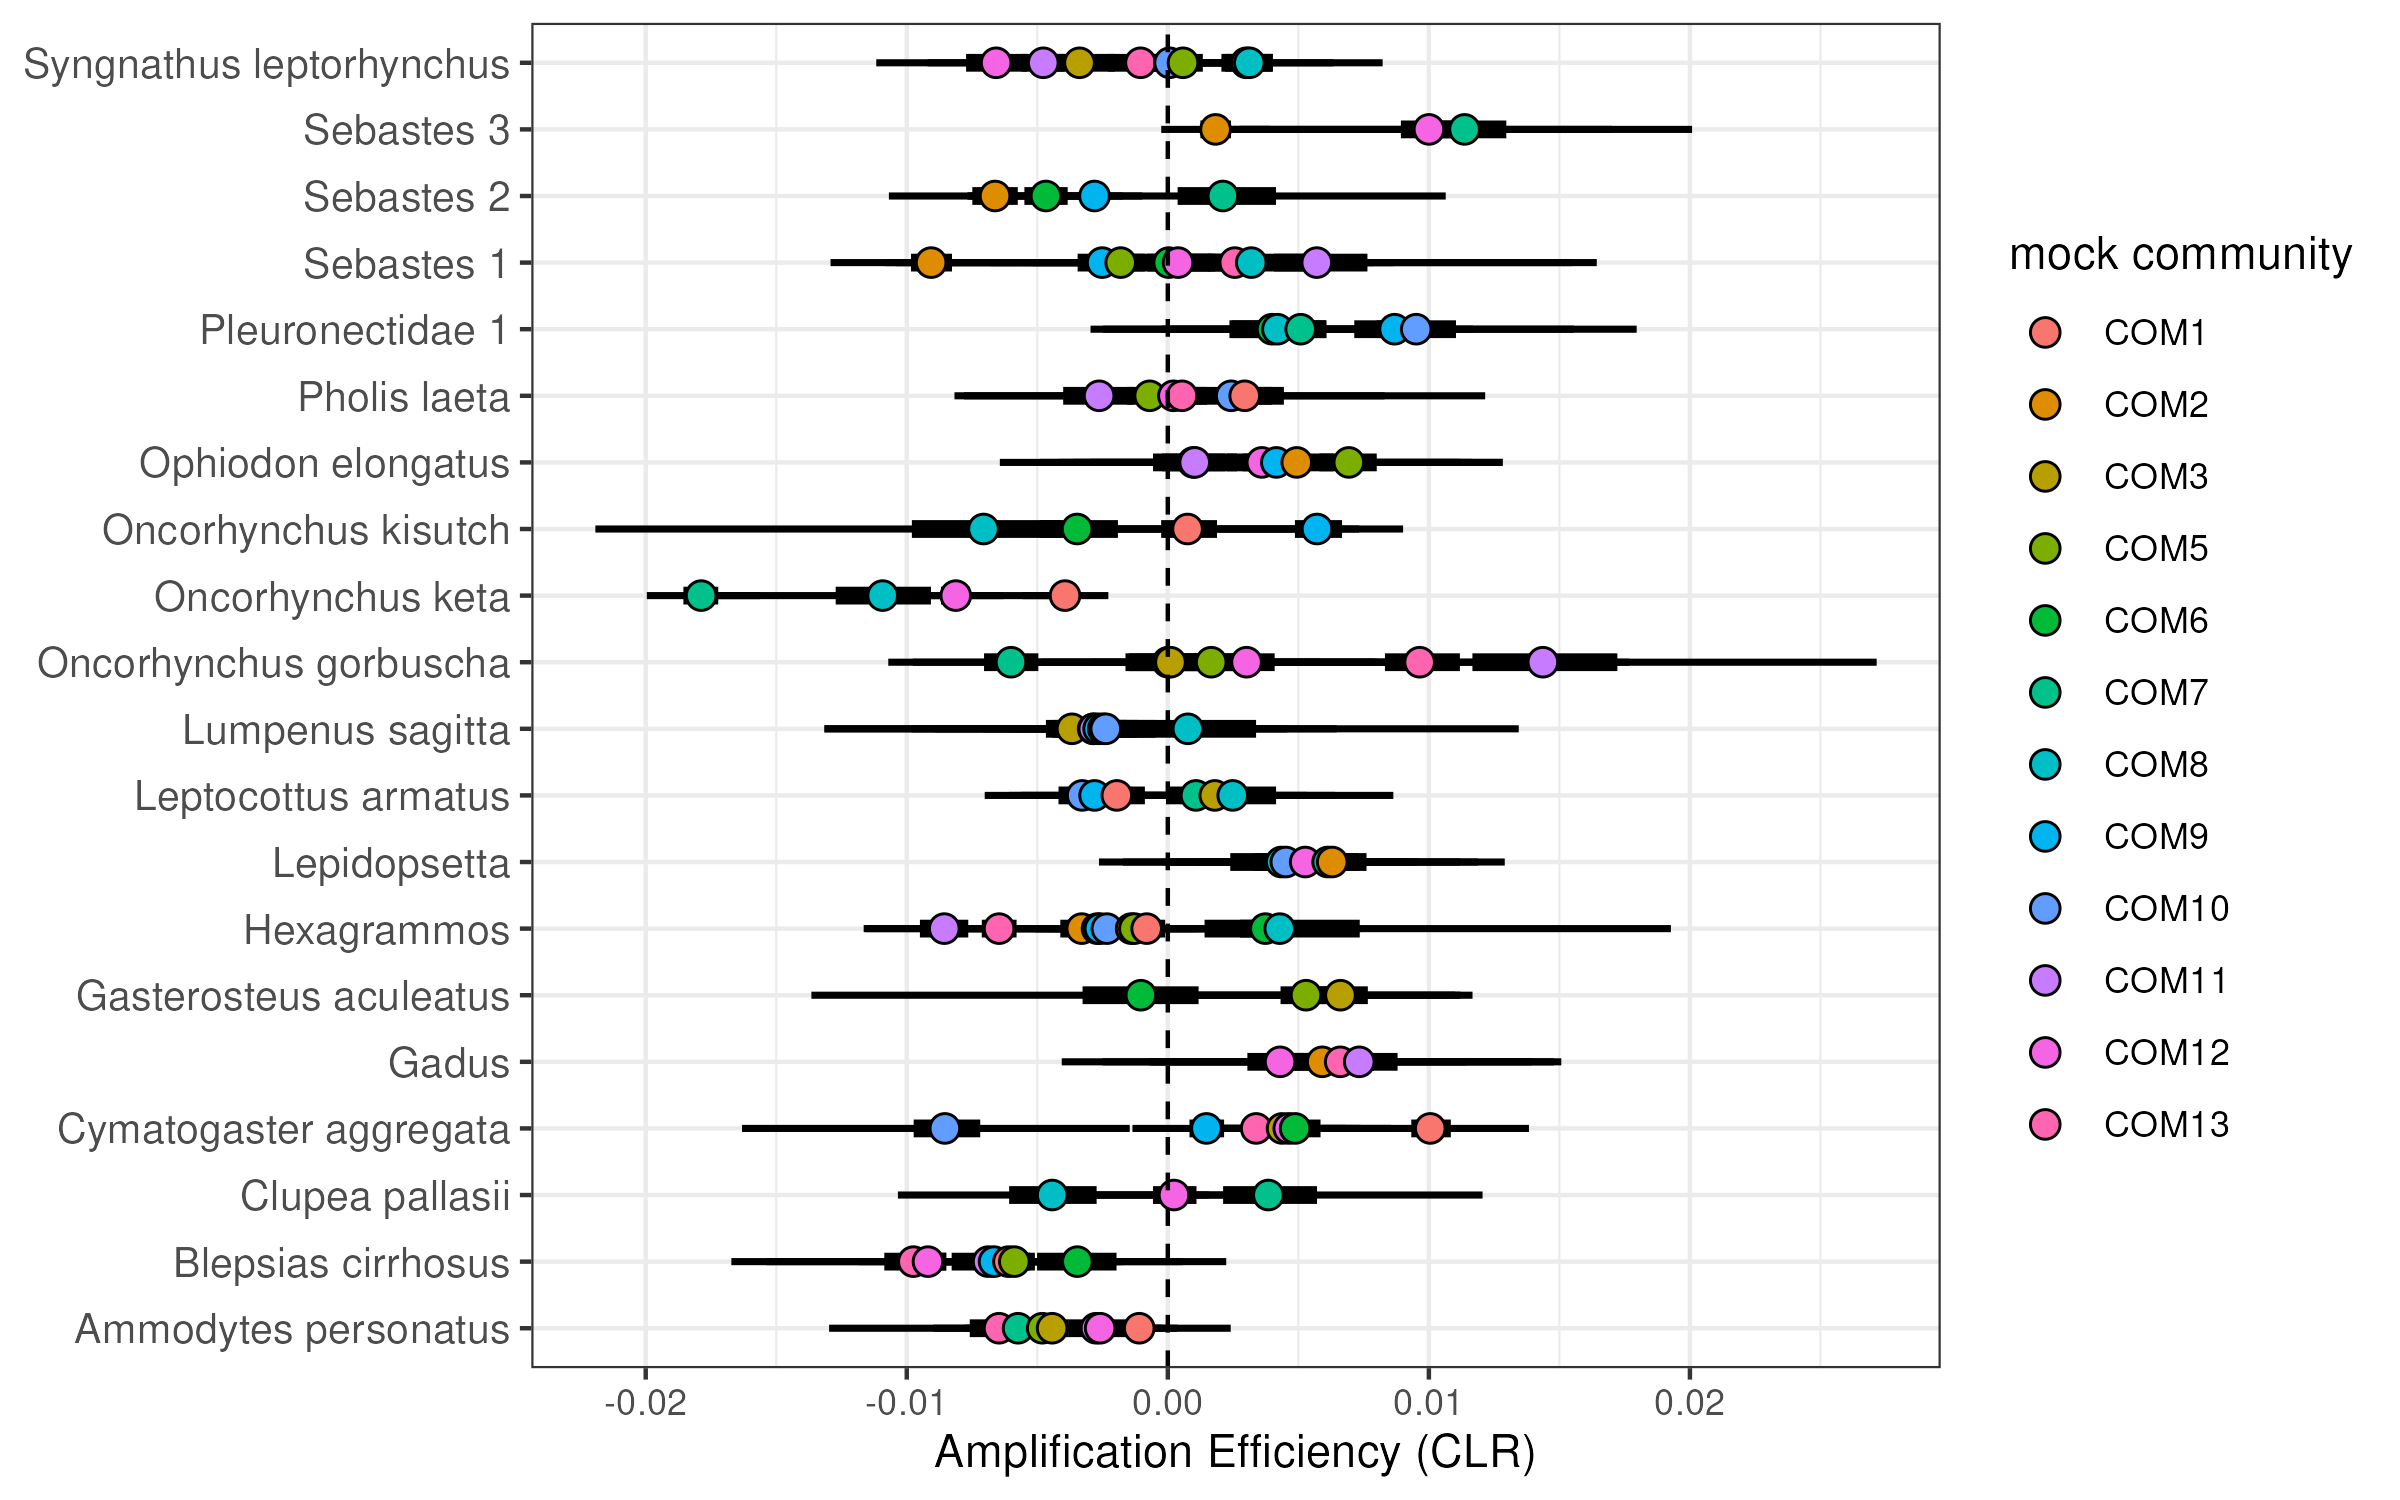 Syngnathus leptorhynchus
Sebastes 3
Sebastes 2
Sebastes 1
Pleuronectidae 1
Pholis laeta
Ophiodon elongatus
Oncorhynchus kisutch
Oncorhynchus keta
Oncorhynchus gorbuscha
Lumpenus sagitta
Leptocottus armatus
Lepidopsetta
Hexagrammos
Gasterosteus aculeatus
Gadus
Cymatogaster aggregata
Clupea pallasii
Blepsias cirrhosus
Ammodytes personatus
-0.02 -0.01 0.00 0.01 0.02
Amplification Efficiency (CLR)
mock community
COM1
COM2
COM3
COM5
COM6
COM7
COM8
COM9
COM10
COM11
COM12
COM13